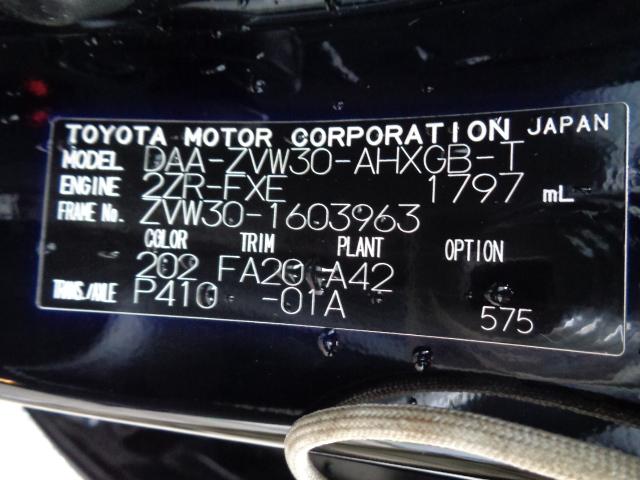 TOYOTA MOTOR CORPORATION JAPAN
MODEL DAA-ZVW30-AHXGB-T
ENGINE 2ZR-FXE 1797 mL
FRAME No. ZVW30-1603963
COLOR TRIM PLANT OPTION
202 FA20 A42
TRANS./AXLE P410 -01A
575